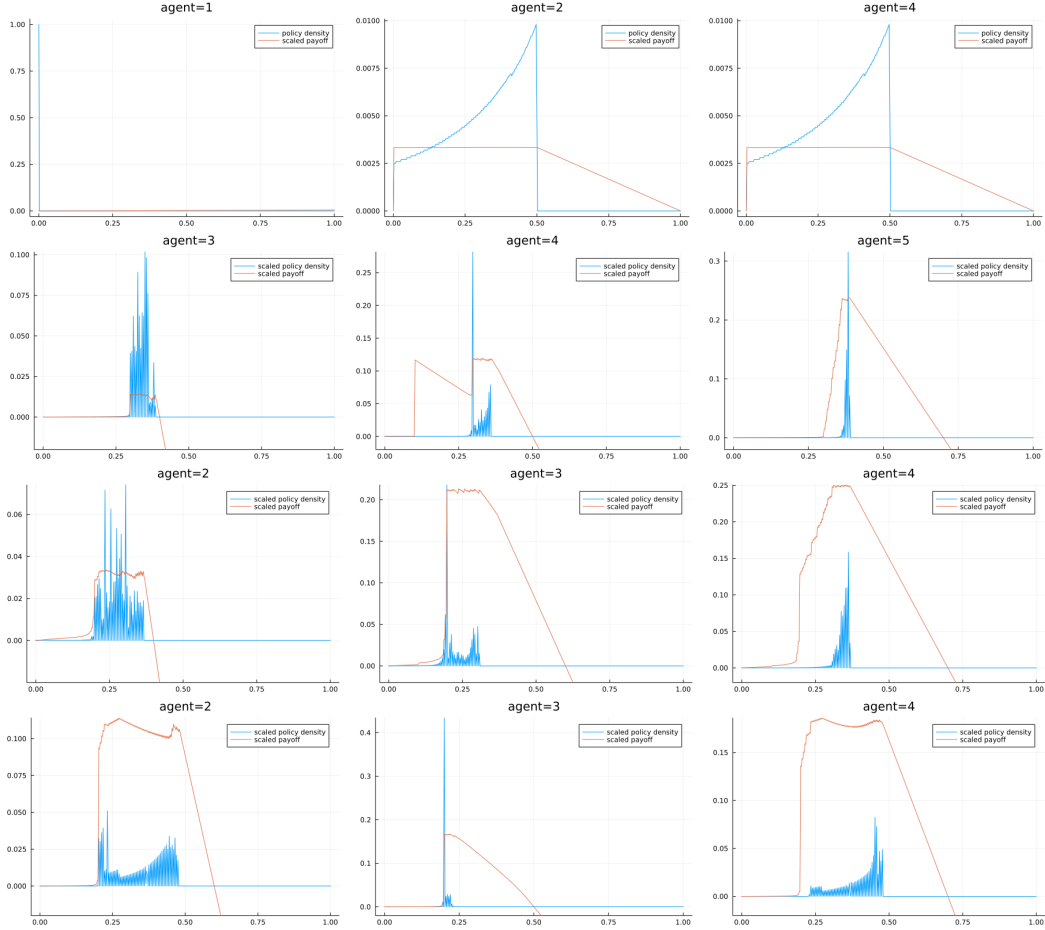 agent=1
1.00
0.75
0.50
0.25
0.00
0.00 0.25 0.50 0.75 1.00
policy density
scaled payoff
agent=2
0.0100
0.0075
0.0050
0.0025
0.0000
0.00 0.25 0.50 0.75 1.00
policy density
scaled payoff
agent=4
0.0100
0.0075
0.0050
0.0025
0.0000
0.00 0.25 0.50 0.75 1.00
policy density
scaled payoff
agent=3
0.100
0.075
0.050
0.025
0.000
0.00 0.25 0.50 0.75 1.00
scaled policy density
scaled payoff
agent=4
0.25
0.20
0.15
0.10
0.05
0.00
0.00 0.25 0.50 0.75 1.00
scaled policy density
scaled payoff
agent=5
0.3
0.2
0.1
0.0
0.00 0.25 0.50 0.75 1.00
scaled policy density
scaled payoff
agent=2
0.06
0.04
0.02
0.00
0.00 0.25 0.50 0.75 1.00
scaled policy density
scaled payoff
agent=3
0.20
0.15
0.10
0.05
0.00
0.00 0.25 0.50 0.75 1.00
scaled policy density
scaled payoff
agent=4
0.25
0.20
0.15
0.10
0.05
0.00
0.00 0.25 0.50 0.75 1.00
scaled policy density
scaled payoff
agent=2
0.100
0.075
0.050
0.025
0.000
0.00 0.25 0.50 0.75 1.00
scaled policy density
scaled payoff
agent=3
0.4
0.3
0.2
0.1
0.0
0.00 0.25 0.50 0.75 1.00
scaled policy density
scaled payoff
agent=4
0.15
0.10
0.05
0.00
0.00 0.25 0.50 0.75 1.00
scaled policy density
scaled payoff